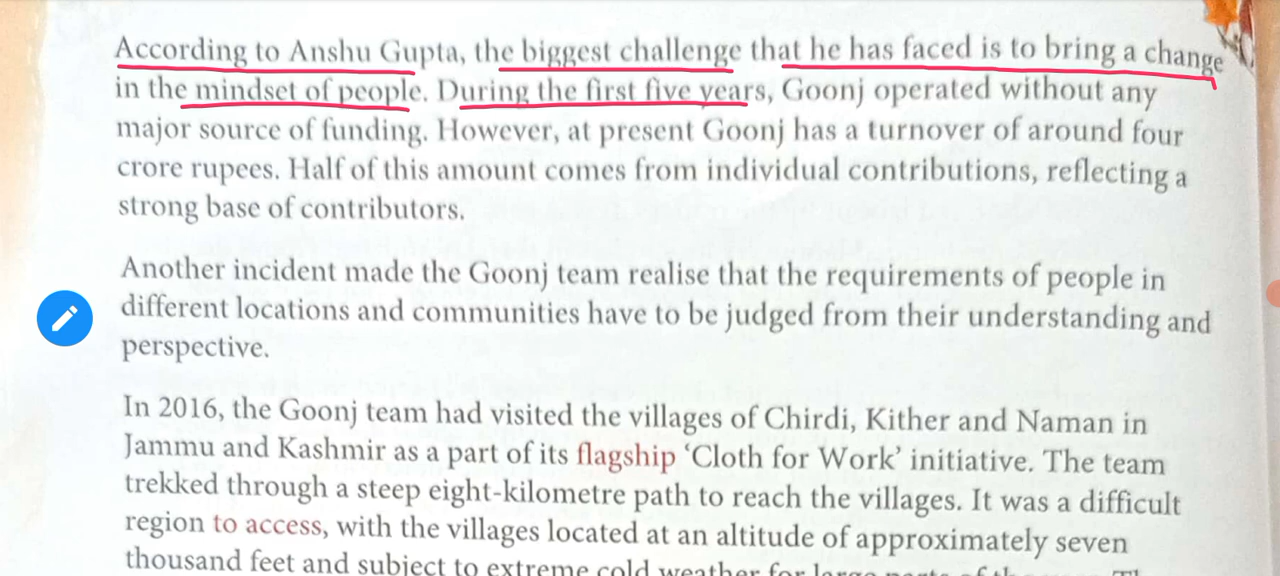 According to Anshu Gupta, the biggest challenge that he has faced is to bring a change
in the mindset of people. During the first five years, Goonj operated without any
major source of funding. However, at present Goonj has a turnover of around four
crore rupees. Half of this amount comes from individual contributions, reflecting a
strong base of contributors.
Another incident made the Goonj team realise that the requirements of people in
different locations and communities have to be judged from their understanding and
perspective.
In 2016, the Goonj team had visited the villages of Chirdi, Kither and Naman in
Jammu and Kashmir as a part of its flagship ‘Cloth for Work’ initiative. The team
trekked through a steep eight-kilometre path to reach the villages. It was a difficult
region to access, with the villages located at an altitude of approximately seven
thousand feet and subject to extreme cold weather for large parts of the